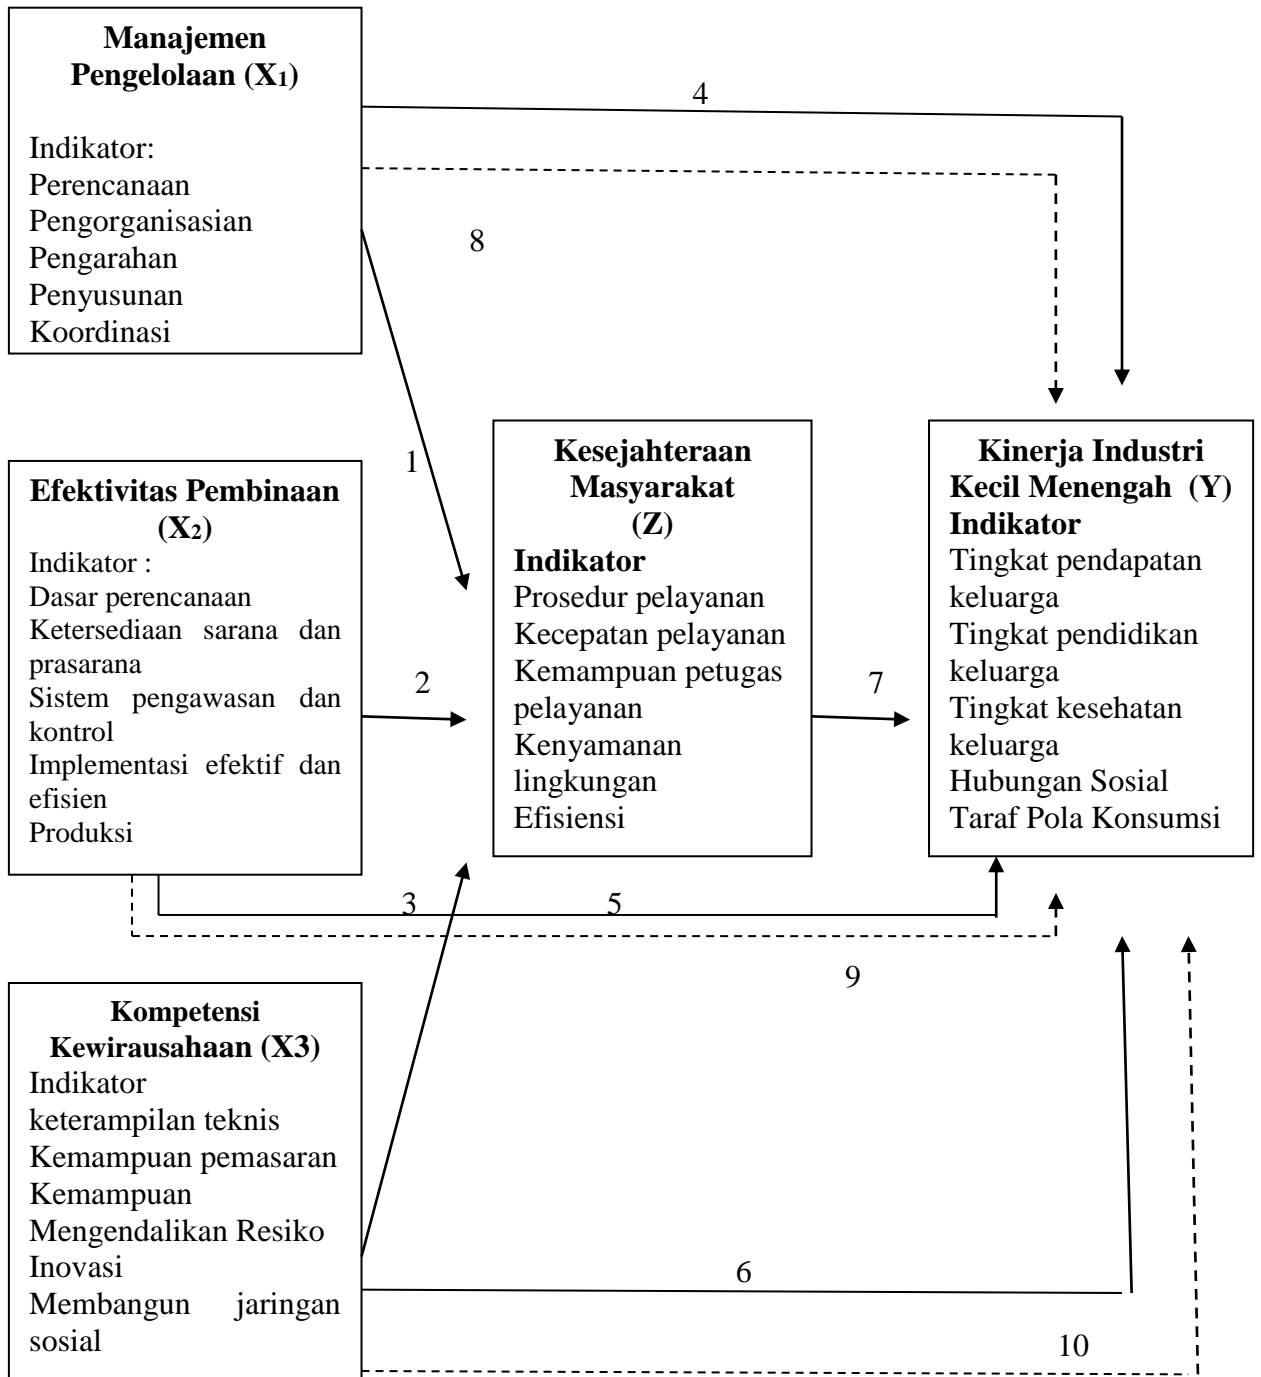 Manajemen
Pengelolaan (X1)
Indikator:
Perencanaan
Pengorganisasian
Pengarahan
Penyusunan
Koordinasi
4
8
1
Efektivitas Pembinaan
(X2)
Indikator :
Dasar perencanaan
Ketersediaan sarana dan
prasarana
Sistem pengawasan dan
kontrol
Implementasi efektif dan
efisien
Produksi
2
Kesejahteraan
Masyarakat
(Z)
Indikator
Prosedur pelayanan
Kecepatan pelayanan
Kemampuan petugas
pelayanan
Kenyamanan
lingkungan
Efisiensi
7
Kinerja Industri
Kecil Menengah (Y)
Indikator
Tingkat pendapatan
keluarga
Tingkat pendidikan
keluarga
Tingkat kesehatan
keluarga
Hubungan Sosial
Taraf Pola Konsumsi
3
5
9
Kompetensi
Kewirausahaan (X3)
Indikator
keterampilan teknis
Kemampuan pemasaran
Kemampuan
Mengendalikan Resiko
Inovasi
Membangun jaringan
sosial
6
10